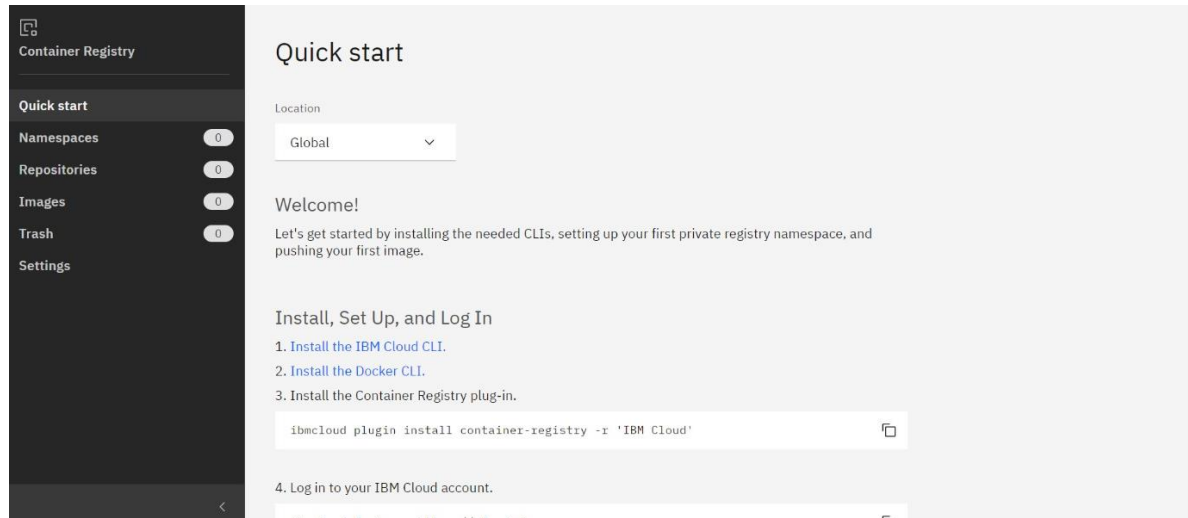 Container Registry
Quick start
Namespaces 0
Repositories 0
Images 0
Trash 0
Settings
Quick start
Location
Global
Welcome!
Let's get started by installing the needed CLIs, setting up your first private registry namespace, and
pushing your first image.
Install, Set Up, and Log In
1. Install the IBM Cloud CLI.
2. Install the Docker CLI.
3. Install the Container Registry plug-in.
ibmcloud plugin install container-registry -r 'IBM Cloud'
4. Log in to your IBM Cloud account.